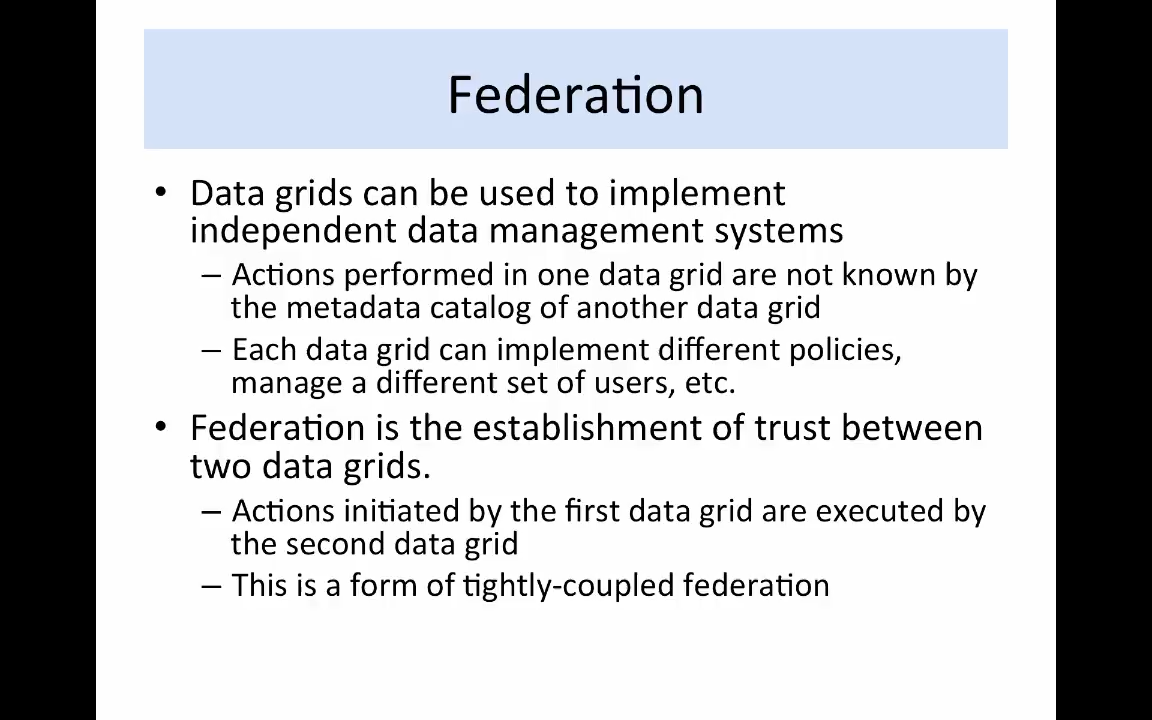 Federation
• Data grids can be used to implement
independent data management systems
– Actions performed in one data grid are not known by
the metadata catalog of another data grid
– Each data grid can implement different policies,
manage a different set of users, etc.
• Federation is the establishment of trust between
two data grids.
– Actions initiated by the first data grid are executed by
the second data grid
– This is a form of tightly-coupled federation